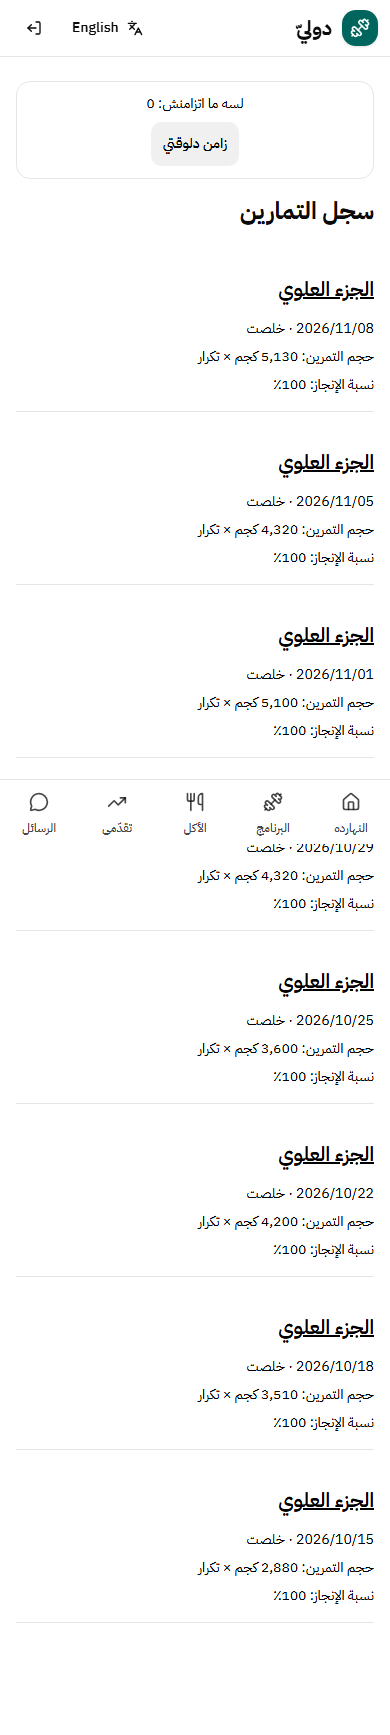 دوليّ
English
لسه ما اتزامنش: 0
زامن دلوقتي
سجل التمارين
الجزء العلوي
2026/11/08 · خلصت
حجم التمرين: 5,130 كجم × تكرار
نسبة الإنجاز: 100٪
الجزء العلوي
2026/11/05 · خلصت
حجم التمرين: 4,320 كجم × تكرار
نسبة الإنجاز: 100٪
الجزء العلوي
2026/11/01 · خلصت
حجم التمرين: 5,100 كجم × تكرار
نسبة الإنجاز: 100٪
النهارده
البرنامج
الأكل
تقدّمي
الرسائل
2026/10/29 · خلصت
حجم التمرين: 4,320 كجم × تكرار
نسبة الإنجاز: 100٪
الجزء العلوي
2026/10/25 · خلصت
حجم التمرين: 3,600 كجم × تكرار
نسبة الإنجاز: 100٪
الجزء العلوي
2026/10/22 · خلصت
حجم التمرين: 4,200 كجم × تكرار
نسبة الإنجاز: 100٪
الجزء العلوي
2026/10/18 · خلصت
حجم التمرين: 3,510 كجم × تكرار
نسبة الإنجاز: 100٪
الجزء العلوي
2026/10/15 · خلصت
حجم التمرين: 2,880 كجم × تكرار
نسبة الإنجاز: 100٪